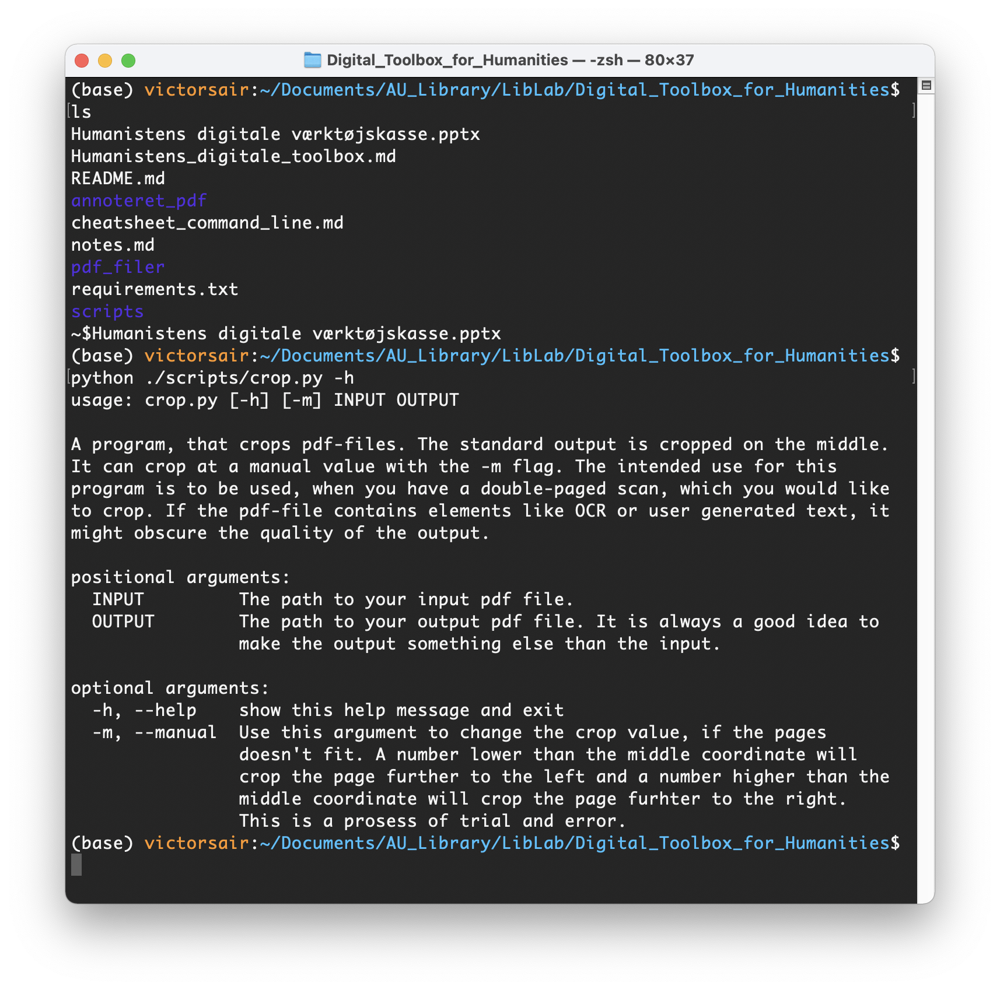 Digital_Toolbox_for_Humanities — -zsh — 80×37
(base) victorsair:~/Documents/AU_Library/LibLab/Digital_Toolbox_for_Humanities$
[ls ]
Humanistens digitale værktøjskasse.pptx
Humanistens_digitale_toolbox.md
README.md
annoteret_pdf
cheatsheet_command_line.md
notes.md
pdf_filer
requirements.txt
scripts
~$Humanistens digitale værktøjskasse.pptx
(base) victorsair:~/Documents/AU_Library/LibLab/Digital_Toolbox_for_Humanities$
[python ./scripts/crop.py -h ]
usage: crop.py [-h] [-m] INPUT OUTPUT
A program, that crops pdf-files. The standard output is cropped on the middle.
It can crop at a manual value with the -m flag. The intended use for this
program is to be used, when you have a double-paged scan, which you would like
to crop. If the pdf-file contains elements like OCR or user generated text, it
might obscure the quality of the output.
positional arguments:
INPUT The path to your input pdf file.
OUTPUT The path to your output pdf file. It is always a good idea to
make the output something else than the input.
optional arguments:
-h, --help show this help message and exit
-m, --manual Use this argument to change the crop value, if the pages
doesn't fit. A number lower than the middle coordinate will
crop the page further to the left and a number higher than the
middle coordinate will crop the page furhter to the right.
This is a prosess of trial and error.
(base) victorsair:~/Documents/AU_Library/LibLab/Digital_Toolbox_for_Humanities$